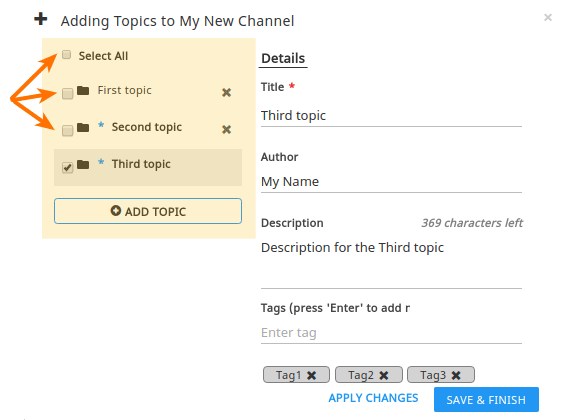 Adding Topics to My New Channel
Select All
First topic
* Second topic
* Third topic
ADD TOPIC
Details
Title *
Third topic
Author
My Name
Description 369 characters left
Description for the Third topic
Tags (press 'Enter' to add r
Enter tag
Tag1 Tag2 Tag3
APPLY CHANGES SAVE & FINISH